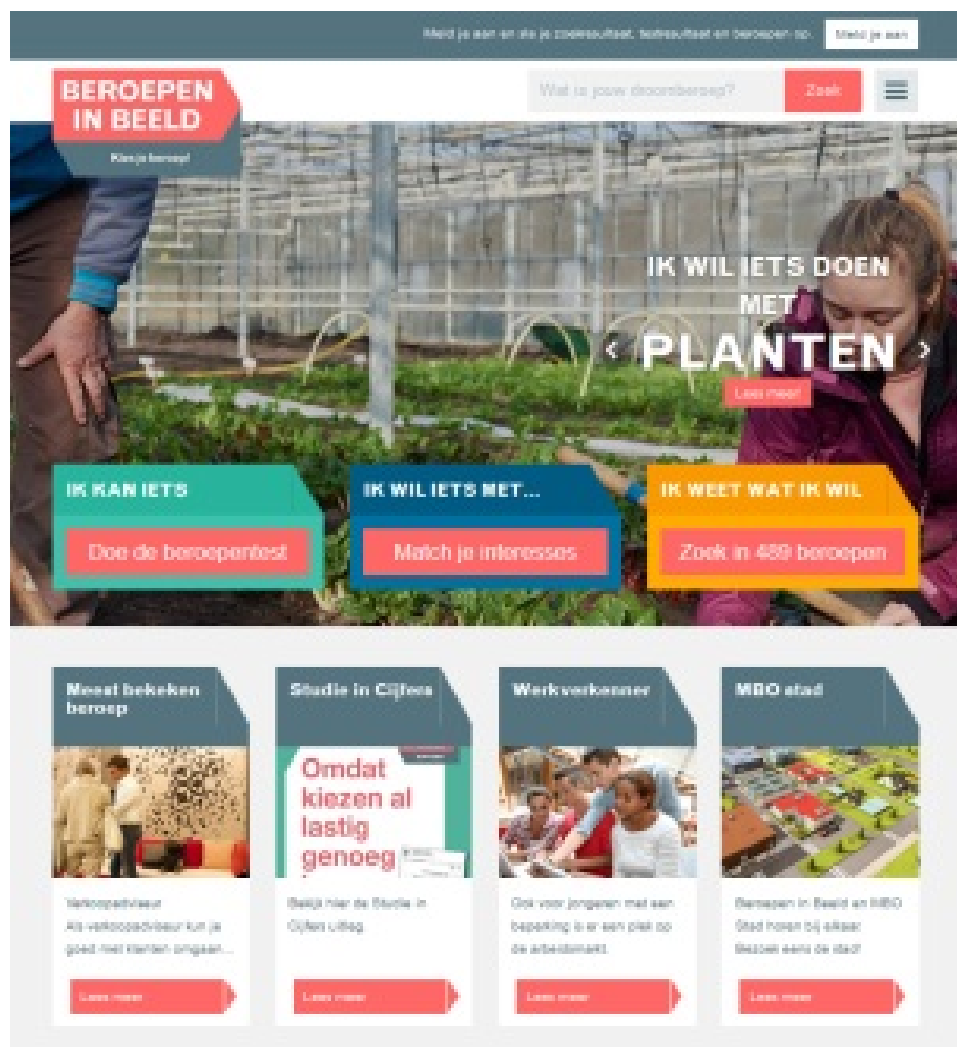 Meld je aan en sla je zoekresultaat, testresultaat en beroepen op.
Meld je aan
BEROEPEN
IN BEELD
Kies je beroep!
Wat is jouw droomberoep?
Zoek
IK WIL IETS DOEN
MET
PLANTEN
Lees meer!
IK KAN IETS
Doe de beroepentest
IK WIL IETS MET...
Match je interesses
IK WEET WAT IK WIL
Zoek in 489 beroepen
Meest bekeken
beroep
Verkoopadviseur
Als verkoopadviseur kun je
goed met klanten omgaan...
Lees meer
Studie in Cijfers
Omdat
kiezen al
lastig
genoeg
Bekijk hier de Studie in
Cijfers uitleg.
Lees meer
Werkverkenner
Ook voor jongeren met een
beperking is er een plek op
de arbeidsmarkt.
Lees meer
MBO stad
Beroepen in Beeld en MBO
Stad horen bij elkaar.
Bezoek eens de stad!
Lees meer